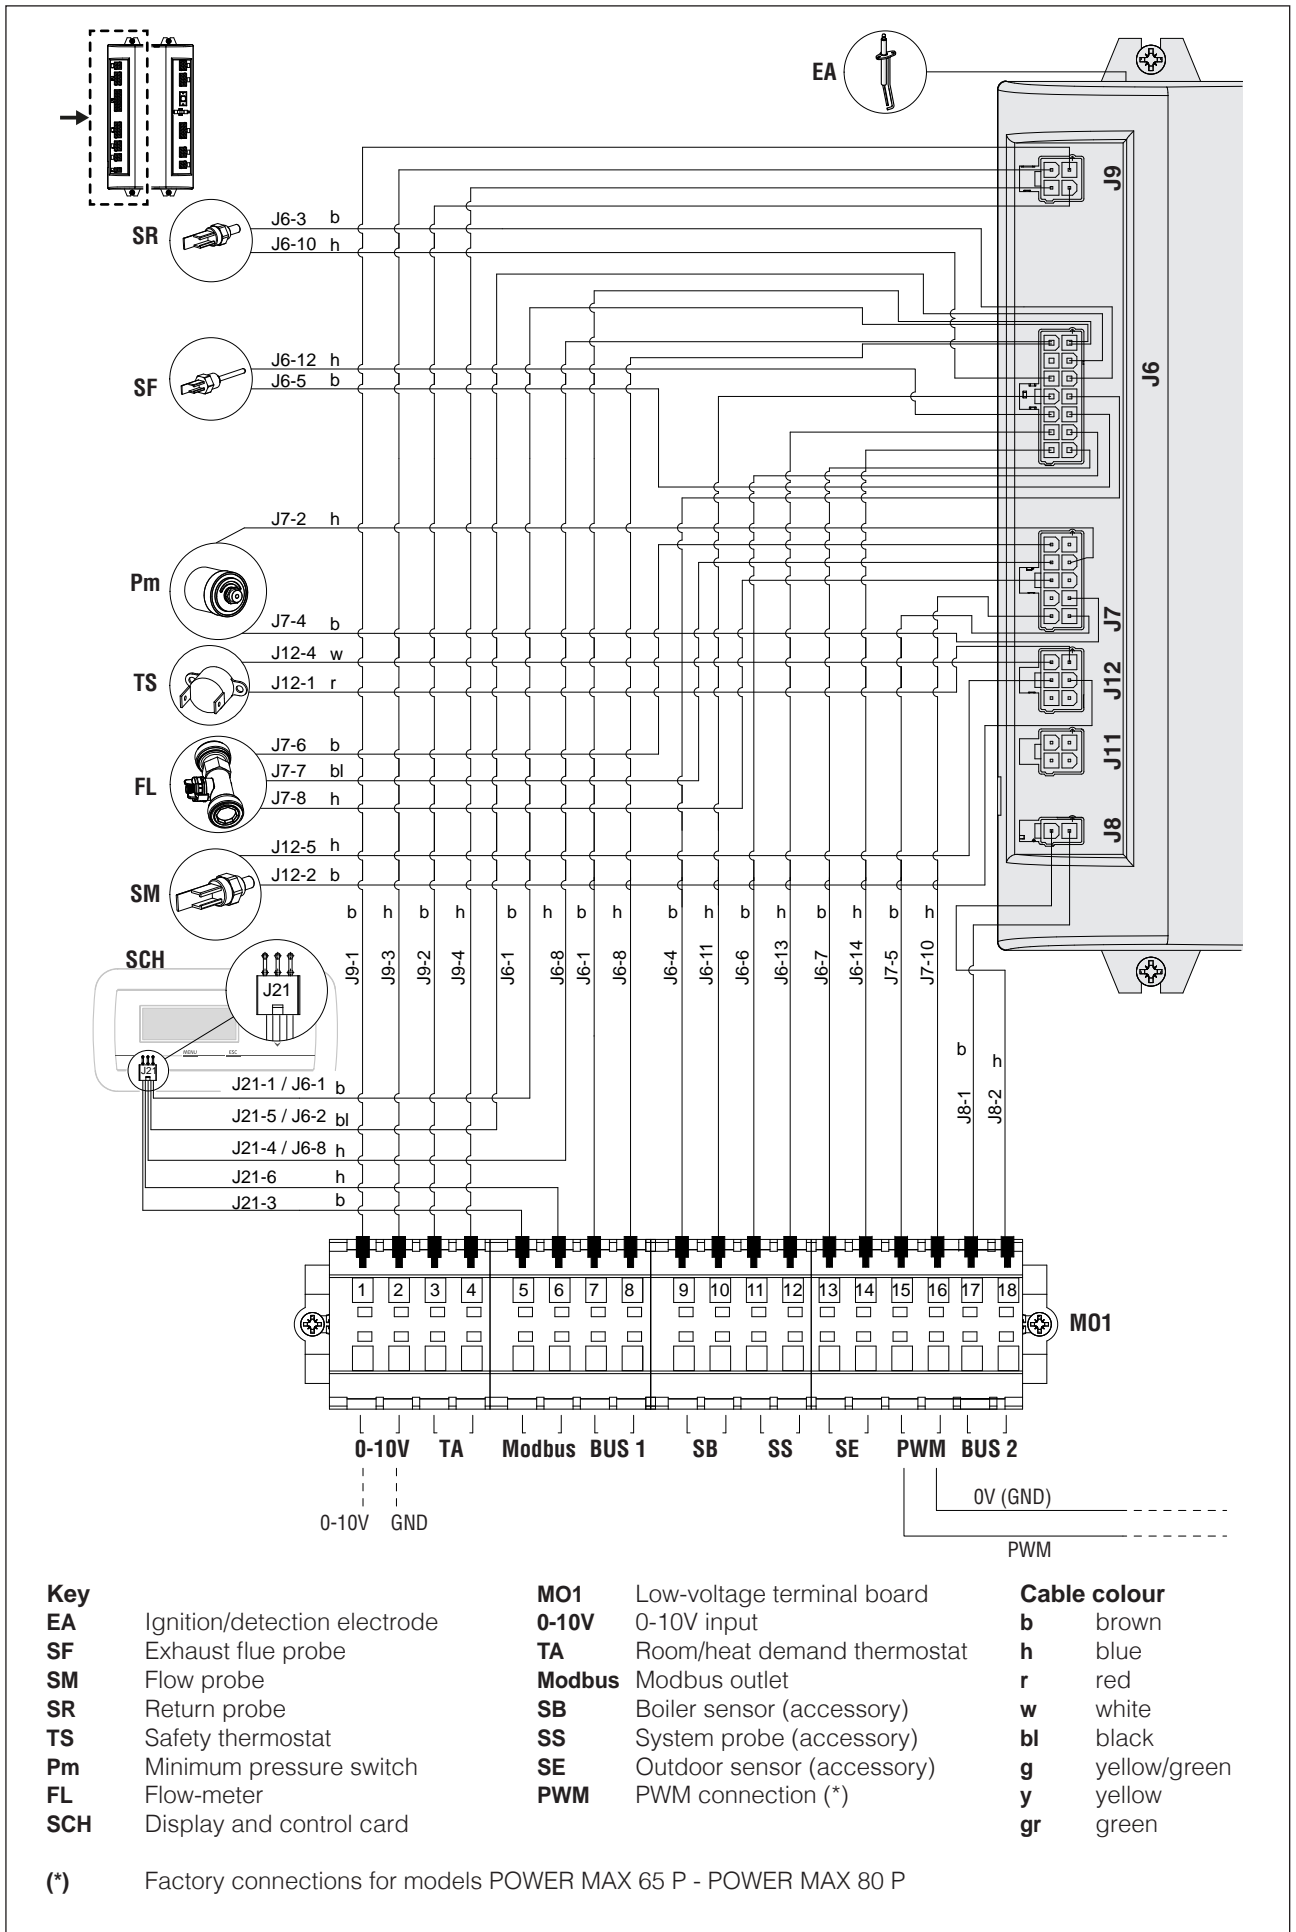 EA
J9
SR
J6-3 b
J6-10 h
J6
SF
J6-12 h
J6-5 b
Pm
J7-2 h
J7-4 b
J7
TS
J12-4 w
J12-1 r
J12
FL
J7-6 b
J7-7 bl
J7-8 h
J11
J8
SM
J12-5 h
J12-2 b
b h b h b h b h b h b h b h b h
J9-1 J9-3 J9-2 J9-4 J6-1 J6-8 J6-1 J6-8 J6-4 J6-11 J6-6 J6-13 J6-7 J6-14 J7-5 J7-10
SCH
J21
MENU ESC
J21
b h
J8-1 J8-2
J21-1 / J6-1 b
J21-5 / J6-2 bl
J21-4 / J6-8 h
J21-6 h
J21-3 b
1 2 3 4 5 6 7 8 9 10 11 12 13 14 15 16 17 18
MO1
0-10V TA Modbus BUS 1 SB SS SE PWM BUS 2
0-10V GND
0V (GND)
PWM
Key
EA Ignition/detection electrode
SF Exhaust flue probe
SM Flow probe
SR Return probe
TS Safety thermostat
Pm Minimum pressure switch
FL Flow-meter
SCH Display and control card
MO1 Low-voltage terminal board
0-10V 0-10V input
TA Room/heat demand thermostat
Modbus Modbus outlet
SB Boiler sensor (accessory)
SS System probe (accessory)
SE Outdoor sensor (accessory)
PWM PWM connection (*)
Cable colour
b brown
h blue
r red
w white
bl black
g yellow/green
y yellow
gr green
(*) Factory connections for models POWER MAX 65 P - POWER MAX 80 P